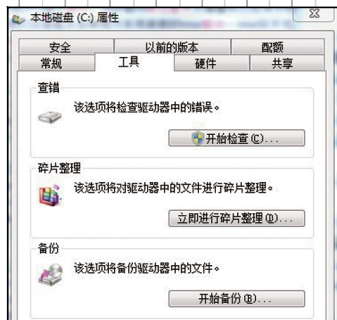 本地磁盘 (C:) 属性
安全 以前的版本 配额
常规 工具 硬件 共享
查错
该选项将检查驱动器中的错误。
开始检查(C)...
碎片整理
该选项将对驱动器中的文件进行碎片整理。
立即进行碎片整理(D)...
备份
该选项将备份驱动器中的文件。
开始备份(B)...